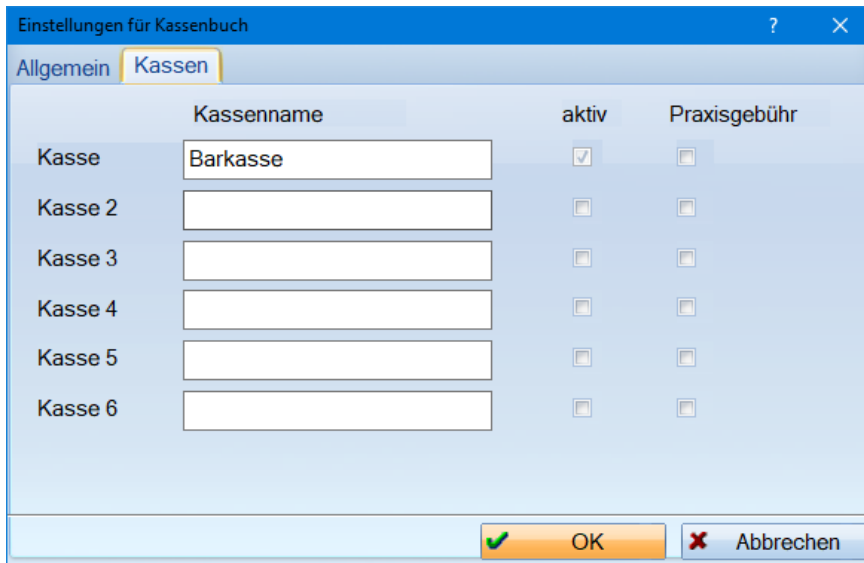 Einstellungen für Kassenbuch ?
Allgemein Kassen
Kassenname aktiv Praxisgebühr
Kasse Barkasse
Kasse 2
Kasse 3
Kasse 4
Kasse 5
Kasse 6
OK Abbrechen